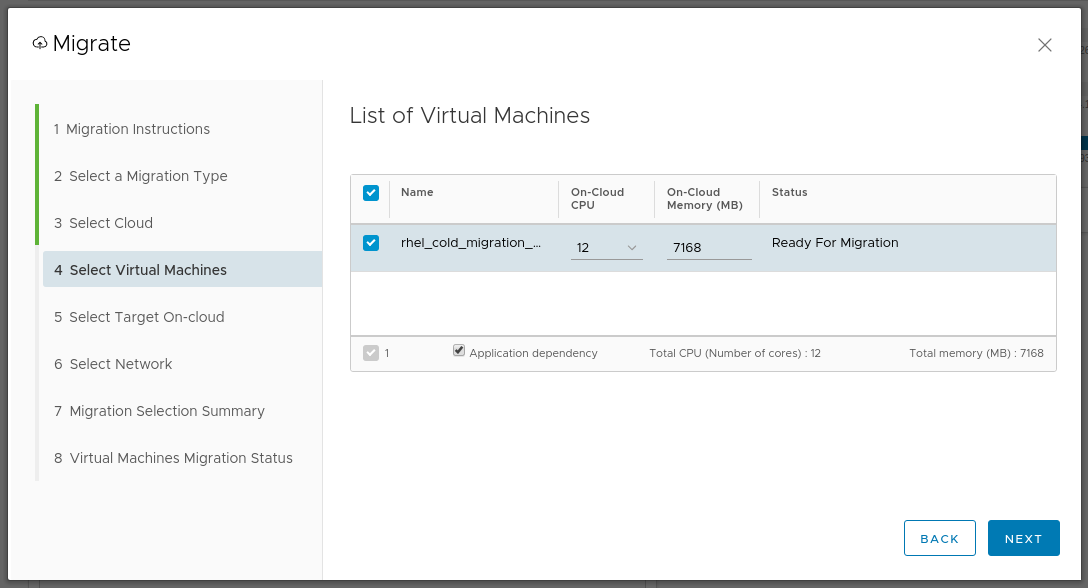 Migrate
1 Migration Instructions
2 Select a Migration Type
3 Select Cloud
4 Select Virtual Machines
5 Select Target On-cloud
6 Select Network
7 Migration Selection Summary
8 Virtual Machines Migration Status
List of Virtual Machines
Name
On-Cloud
CPU
On-Cloud
Memory (MB)
Status
rhel_cold_migration_...
12
7168
Ready For Migration
1
Application dependency
Total CPU (Number of cores) : 12
Total memory (MB) : 7168
BACK
NEXT